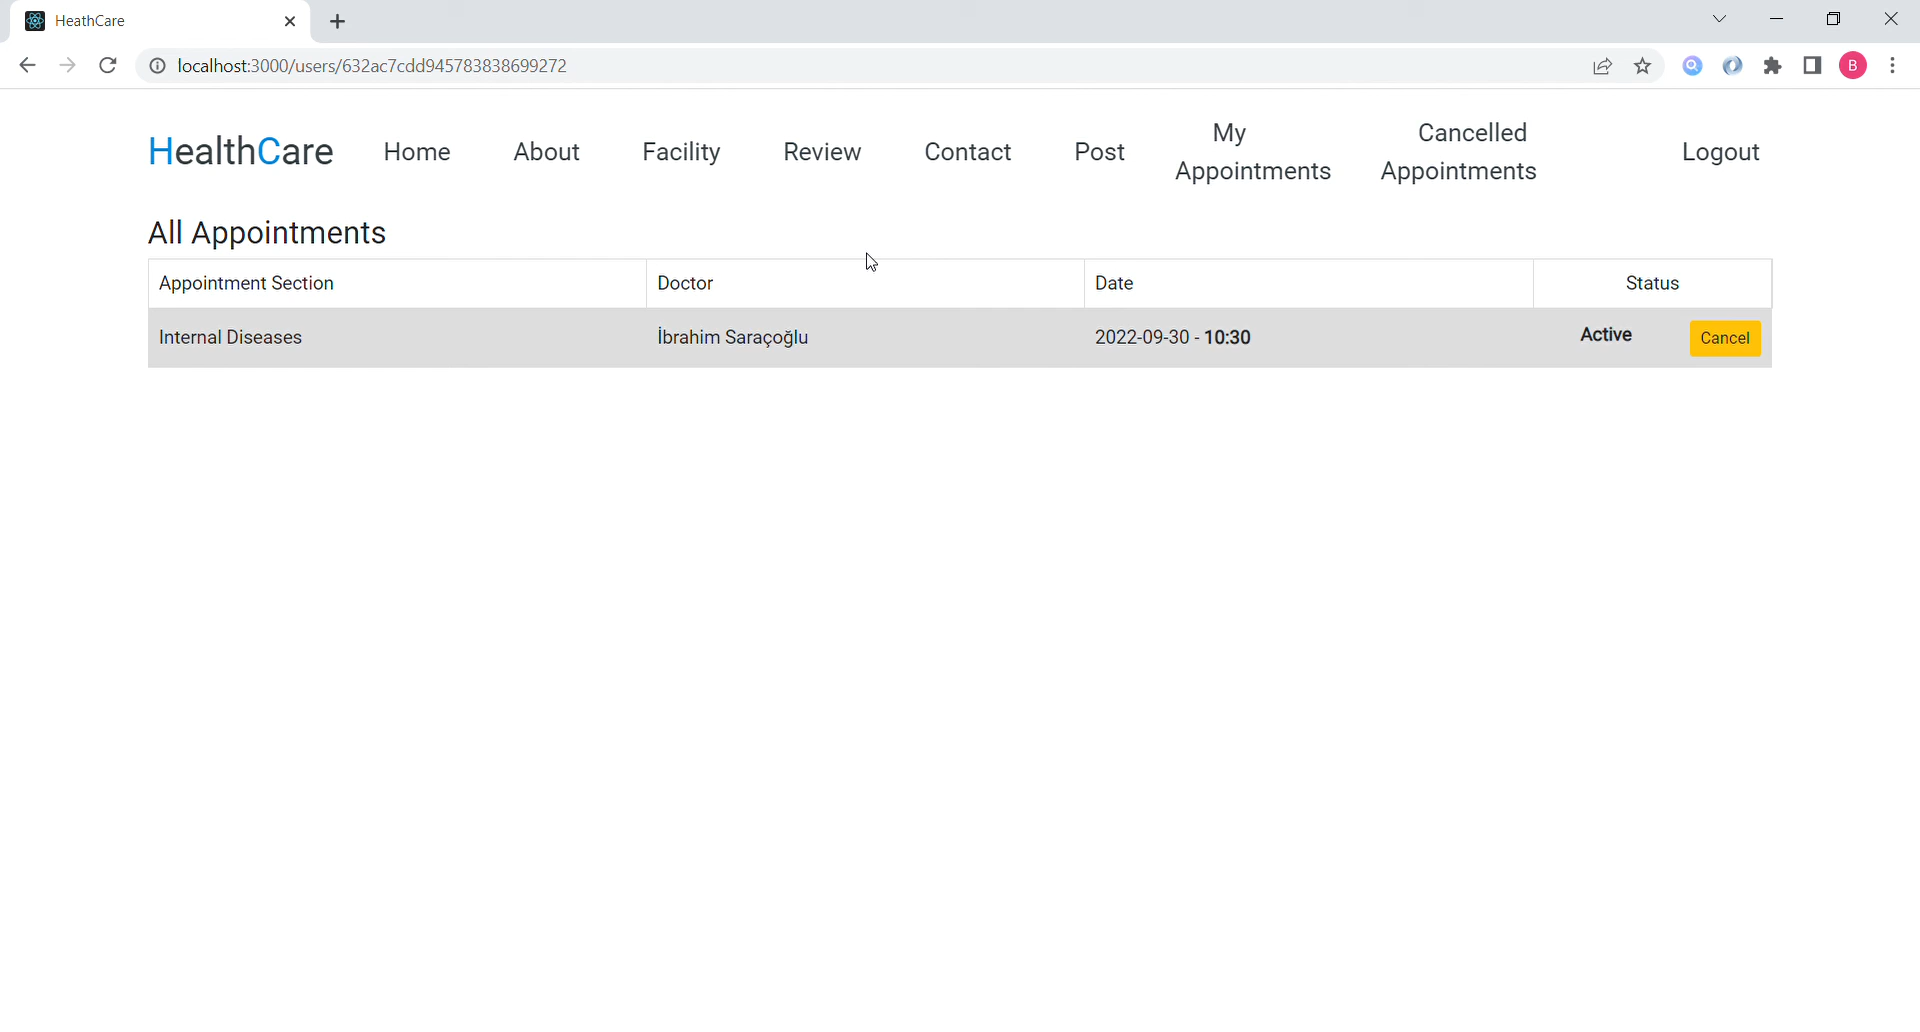 HeathCare
localhost:3000/users/632ac7cdd945783838699272
B
HealthCare Home About Facility Review Contact Post My Appointments Cancelled Appointments Logout
All Appointments
Appointment Section Doctor Date Status
Internal Diseases İbrahim Saraçoğlu 2022-09-30 - 10:30 Active Cancel